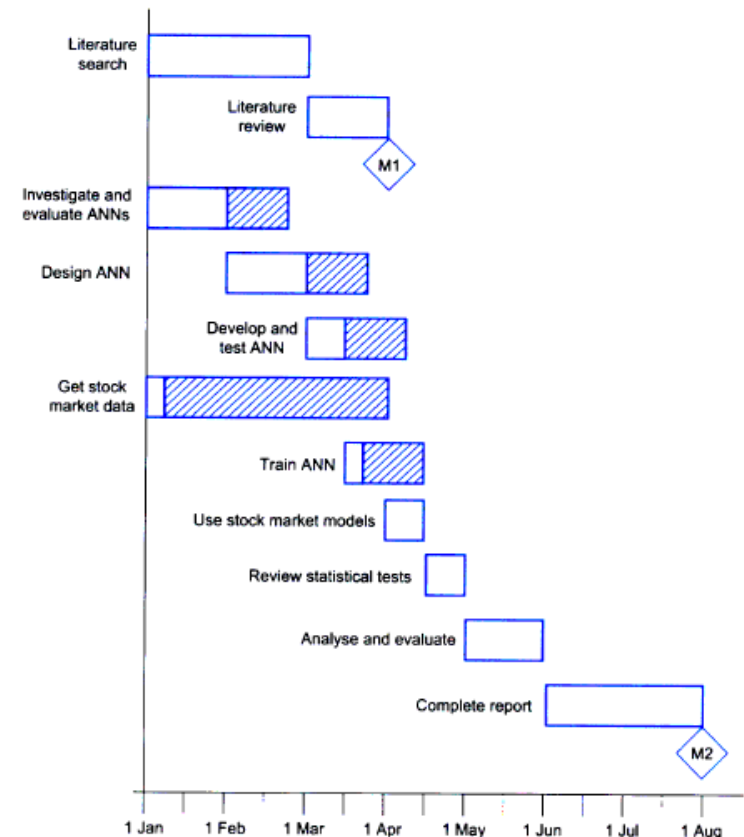 Literature
search
Literature
review
M1
Investigate and
evaluate ANNs
Design ANN
Develop and
test ANN
Get stock
market data
Train ANN
Use stock market models
Review statistical tests
Analyse and evaluate
Complete report
M2
1 Jan 1 Feb 1 Mar 1 Apr 1 May 1 Jun 1 Jul 1 Aug